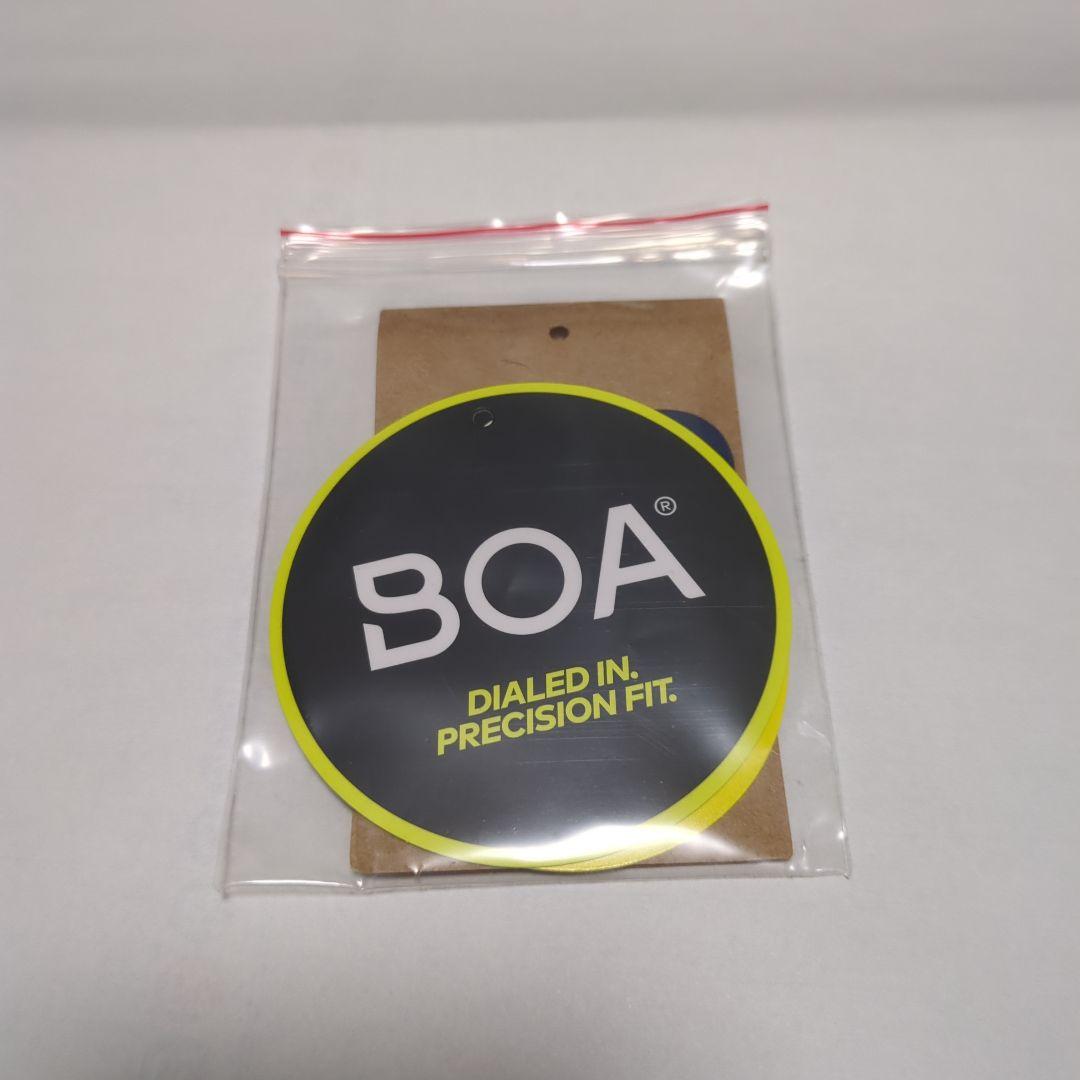 BOA®
DIALED IN.
PRECISION FIT.